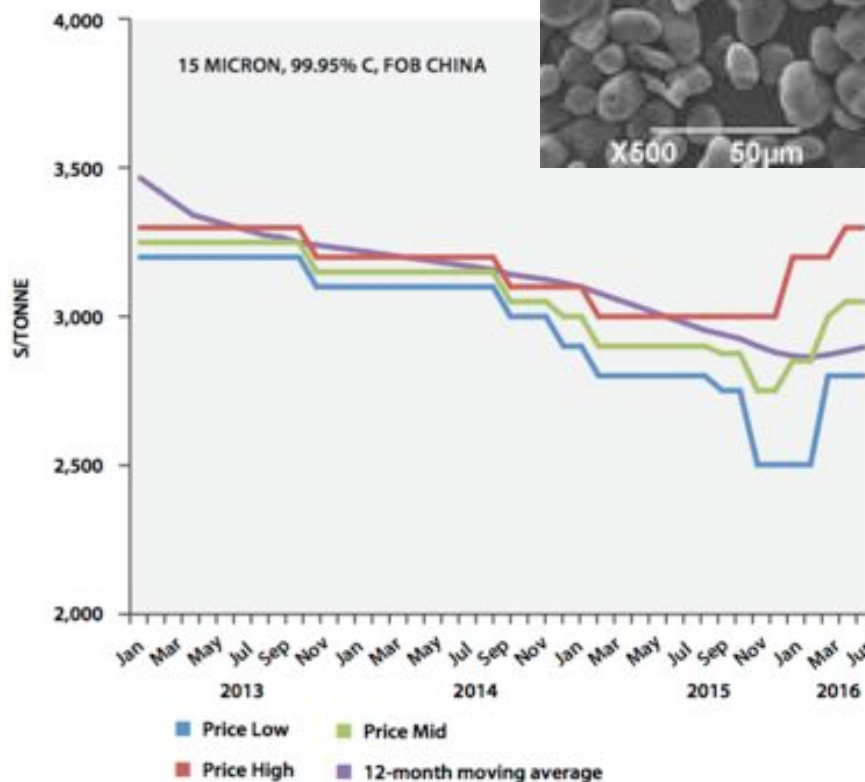 4,000
15 MICRON, 99.95% C, FOB CHINA
X500 50µm
3,500
3,000
S/TONNE
2,500
2,000
Jan Mar May Jul Sep Nov Jan Mar May Jul Sep Nov Jan Mar May Jul Sep Nov Jan Mar
2013 2014 2015 2016
Price Low Price Mid
Price High 12-month moving average